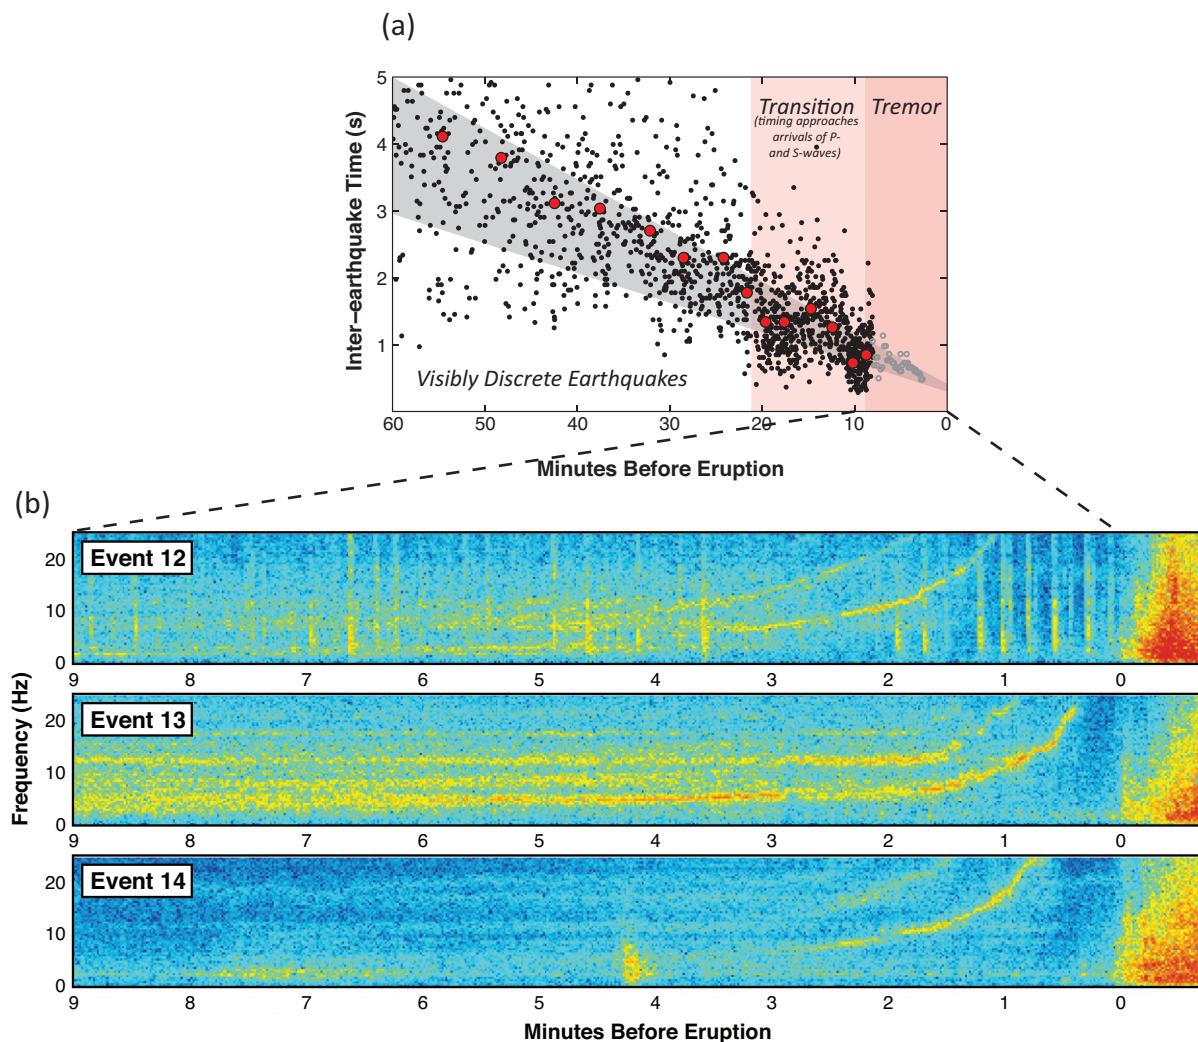 (a)
Inter-earthquake Time (s)
5
4
3
2
1
Transition
(timing approaches
arrivals of P-
and S-waves)
Tremor
Visibly Discrete Earthquakes
60 50 40 30 20 10 0
Minutes Before Eruption
(b)
Frequency (Hz)
Event 12
20
10
0
9 8 7 6 5 4 3 2 1 0
Event 13
20
10
0
9 8 7 6 5 4 3 2 1 0
Event 14
20
10
0
9 8 7 6 5 4 3 2 1 0
Minutes Before Eruption